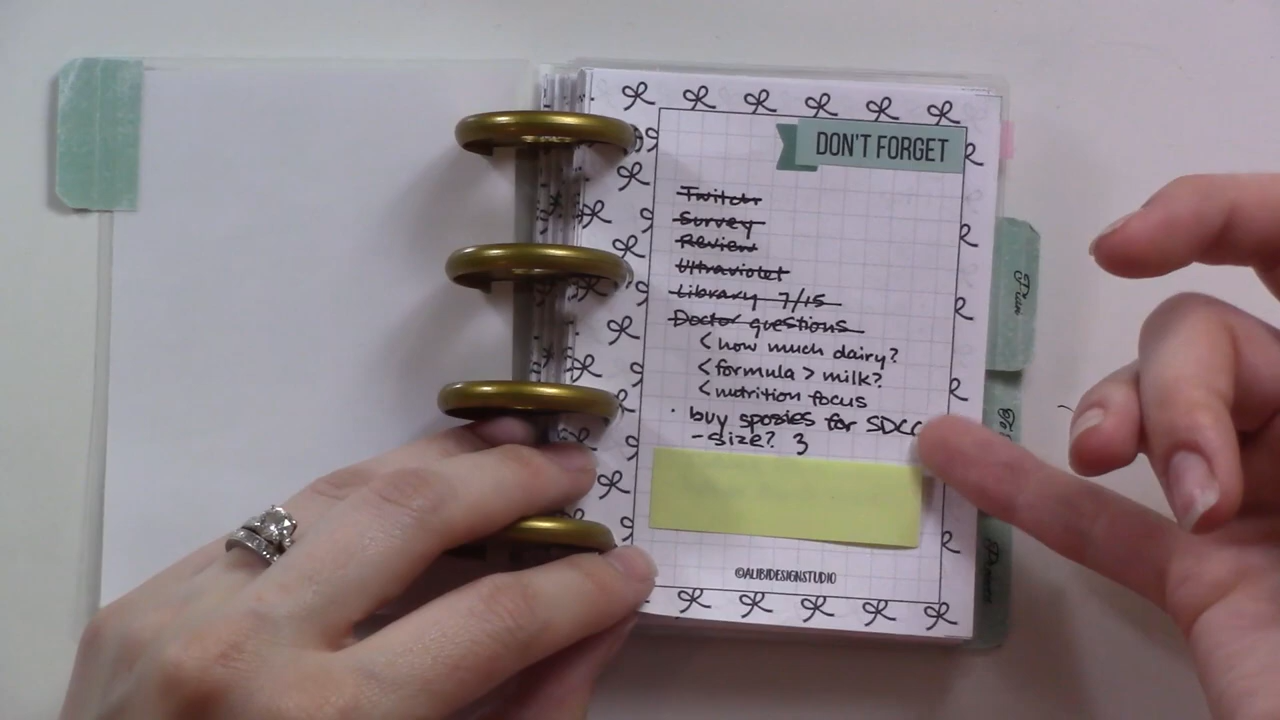 DON'T FORGET
Twitch
Survey
Review
Ultraviolet
Library 7/15
Doctor questions
< how much dairy?
< formula > milk?
< nutrition focus
· buy sposies for SDCC
- size? 3
©ALIBIDESIGNSTUDIO
Fun